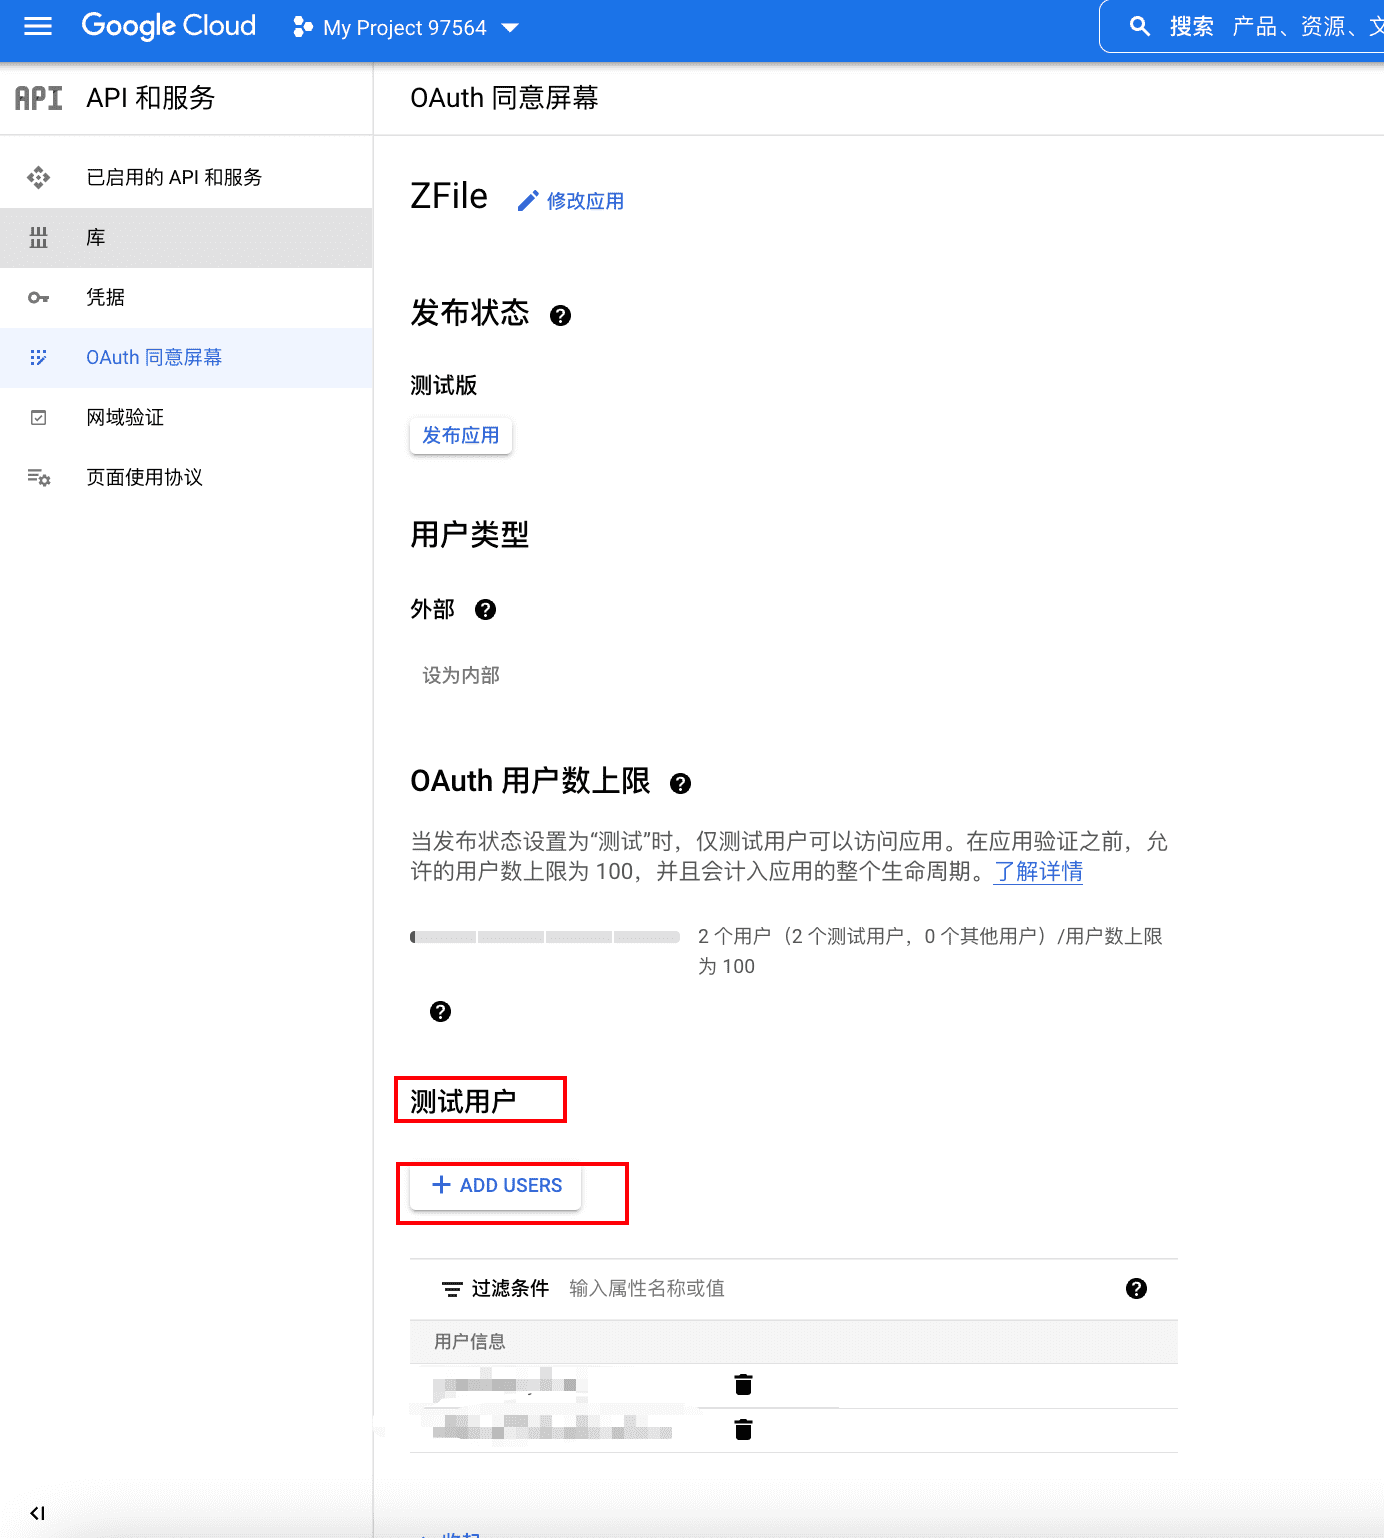 Google Cloud
My Project 97564
搜索 产品、资源、文
API API 和服务
OAuth 同意屏幕
已启用的 API 和服务
库
凭据
OAuth 同意屏幕
网域验证
页面使用协议
ZFile
修改应用
发布状态
测试版
发布应用
用户类型
外部
设为内部
OAuth 用户数上限
当发布状态设置为“测试”时，仅测试用户可以访问应用。在应用验证之前，允
许的用户数上限为 100，并且会计入应用的整个生命周期。了解详情
2 个用户（2 个测试用户，0 个其他用户）/用户数上限
为 100
测试用户
+ ADD USERS
过滤条件 输入属性名称或值
用户信息